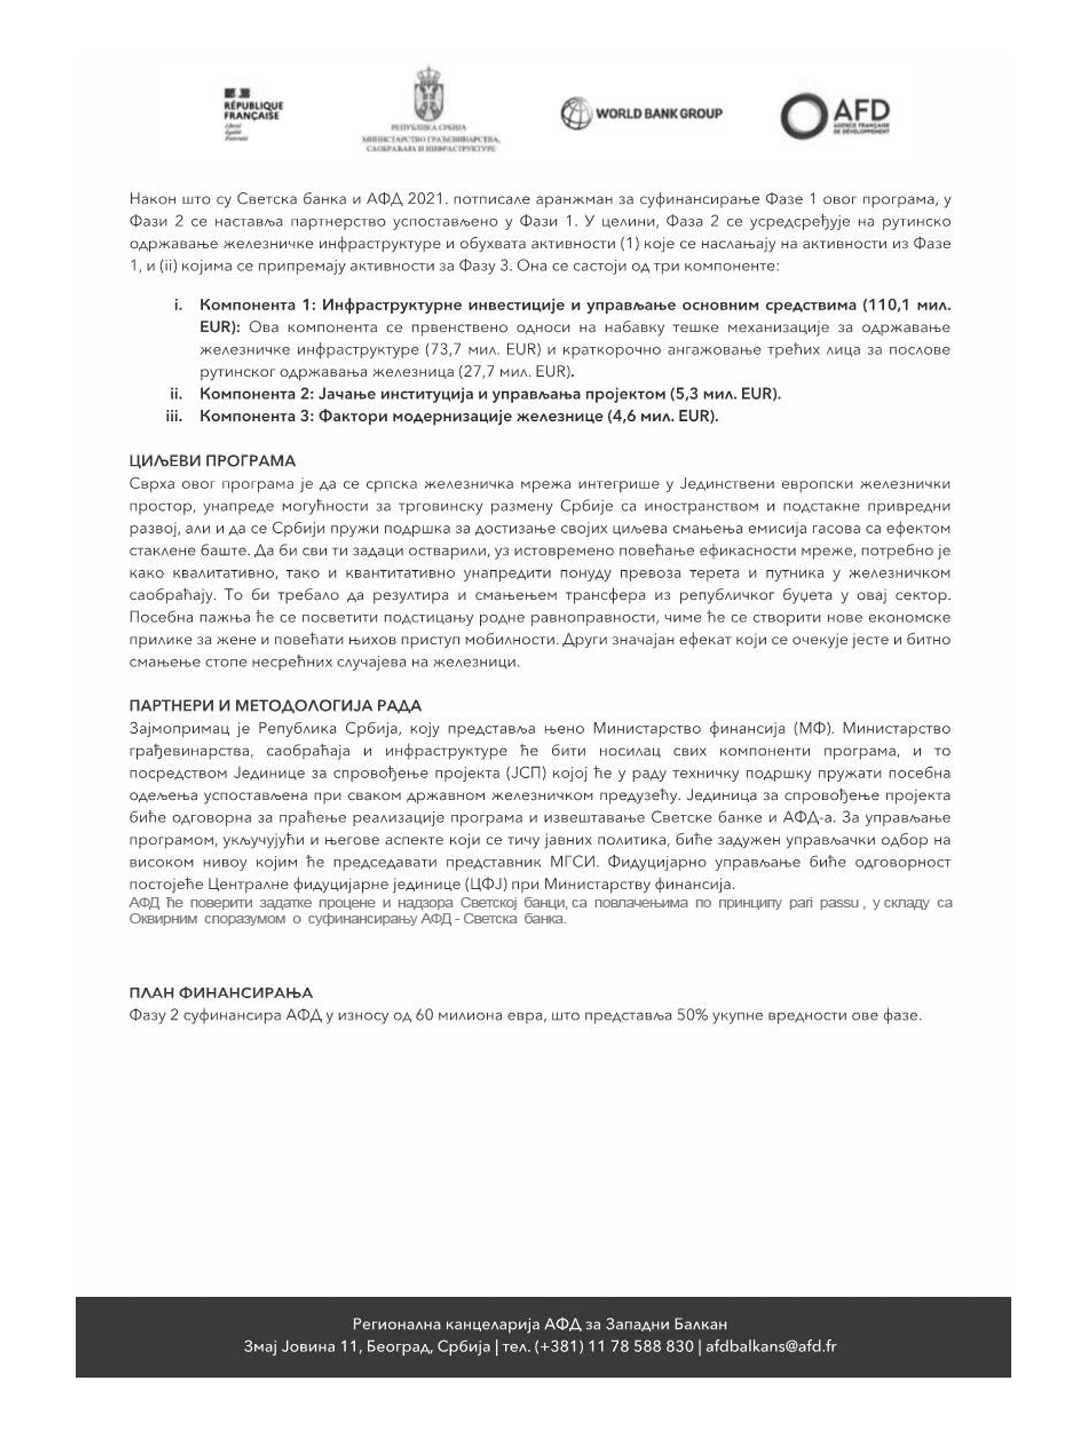 RÉPUBLIQUE
FRANÇAISE
Liberté
Égalité
Fraternité
РЕПУБЛИКА СРБИЈА
МИНИСТАРСТВО ГРАЂЕВИНАРСТВА,
САОБРАЋАЈА И ИНФРАСТРУКТУРЕ
WORLD BANK GROUP
AFD
AGENCE FRANÇAISE
DE DÉVELOPPEMENT
Након што су Светска банка и АФД 2021. потписале аранжман за суфинансирање Фазе 1 овог програма, у
Фази 2 се наставља партнерство успостављено у Фази 1. У целини, Фаза 2 се усредсређује на рутинско
одржавање железничке инфраструктуре и обухвата активности (1) које се наслањају на активности из Фазе
1, и (ii) којима се припремају активности за Фазу 3. Она се састоји од три компоненте:
i. Компонента 1: Инфраструктурне инвестиције и управљање основним средствима (110,1 мил.
EUR): Ова компонента се првенствено односи на набавку тешке механизације за одржавање
железничке инфраструктуре (73,7 мил. EUR) и краткорочно ангажовање трећих лица за послове
рутинског одржавања железница (27,7 мил. EUR).
ii. Компонента 2: Јачање институција и управљања пројектом (5,3 мил. EUR).
iii. Компонента 3: Фактори модернизације железнице (4,6 мил. EUR).
ЦИЉЕВИ ПРОГРАМА
Сврха овог програма је да се српска железничка мрежа интегрише у Јединствени европски железнички
простор, унапреде могућности за трговинску размену Србије са иностранством и подстакне привредни
развој, али и да се Србији пружи подршка за достизање својих циљева смањења емисија гасова са ефектом
стаклене баште. Да би сви ти задаци остварили, уз истовремено повећање ефикасности мреже, потребно је
како квалитативно, тако и квантитативно унапредити понуду превоза терета и путника у железничком
саобраћају. То би требало да резултира и смањењем трансфера из републичког буџета у овај сектор.
Посебна пажња ће се посветити подстицању родне равноправности, чиме ће се створити нове економске
прилике за жене и повећати њихов приступ мобилности. Други значајан ефекат који се очекује јесте и битно
смањење стопе несрећних случајева на железници.
ПАРТНЕРИ И МЕТОДОЛОГИЈА РАДА
Зајмопримац је Република Србија, коју представља њено Министарство финансија (МФ). Министарство
грађевинарства, саобраћаја и инфраструктуре ће бити носилац свих компоненти програма, и то
посредством Јединице за спровођење пројекта (ЈСП) којој ће у раду техничку подршку пружати посебна
одељења успостављена при сваком државном железничком предузећу. Јединица за спровођење пројекта
биће одговорна за праћење реализације програма и извештавање Светске банке и АФД-а. За управљање
програмом, укључујући и његове аспекте који се тичу јавних политика, биће задужен управљачки одбор на
високом нивоу којим ће председавати представник МГСИ. Фидуцијарно управљање биће одговорност
постојеће Централне фидуцијарне јединице (ЦФЈ) при Министарству финансија.
АФД ће поверити задатке процене и надзора Светској банци, са повлачењима по принципу pari passu , у складу са
Оквирним споразумом о суфинансирању АФД - Светска банка.
ПЛАН ФИНАНСИРАЊА
Фазу 2 суфинансира АФД у износу од 60 милиона евра, што представља 50% укупне вредности ове фазе.
Регионална канцеларија АФД за Западни Балкан
Змај Јовина 11, Београд, Србија | тел. (+381) 11 78 588 830 | afdbalkans@afd.fr